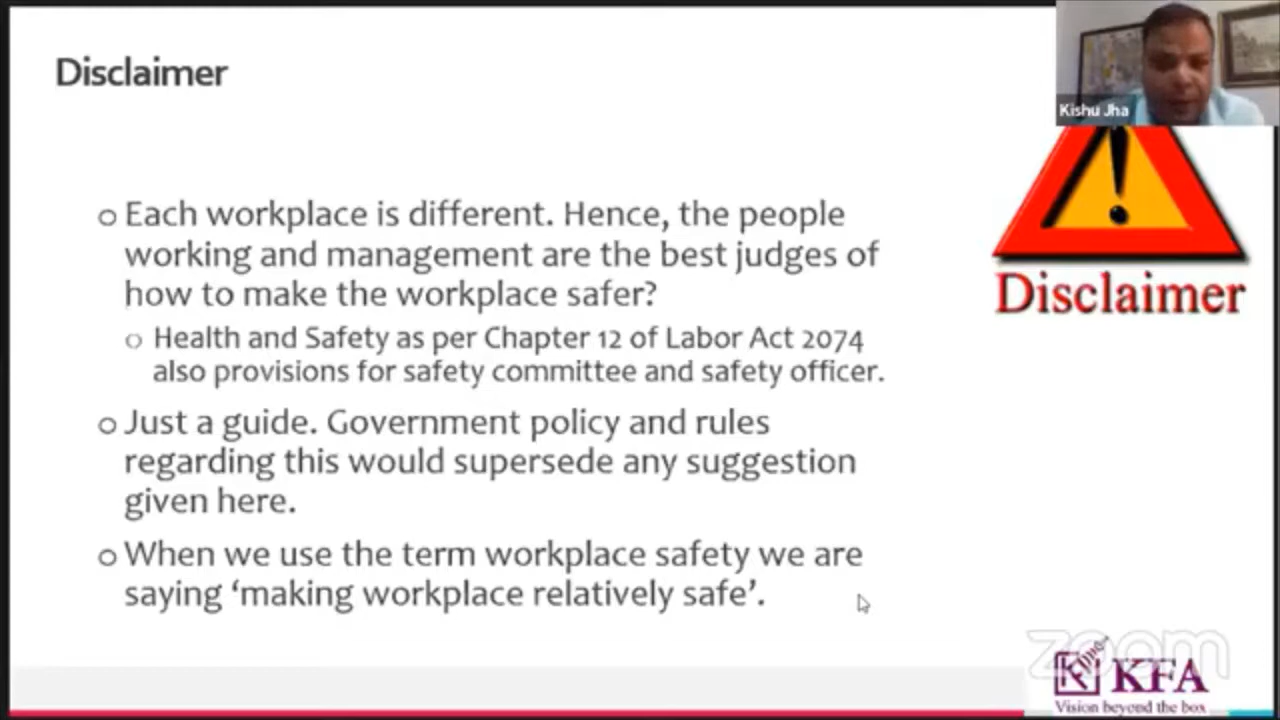 Disclaimer
Kishu Jha
Disclaimer
o Each workplace is different. Hence, the people
working and management are the best judges of
how to make the workplace safer?
o Health and Safety as per Chapter 12 of Labor Act 2074
also provisions for safety committee and safety officer.
o Just a guide. Government policy and rules
regarding this would supersede any suggestion
given here.
o When we use the term workplace safety we are
saying ‘making workplace relatively safe’.
zoom
KFA
Vision beyond the box